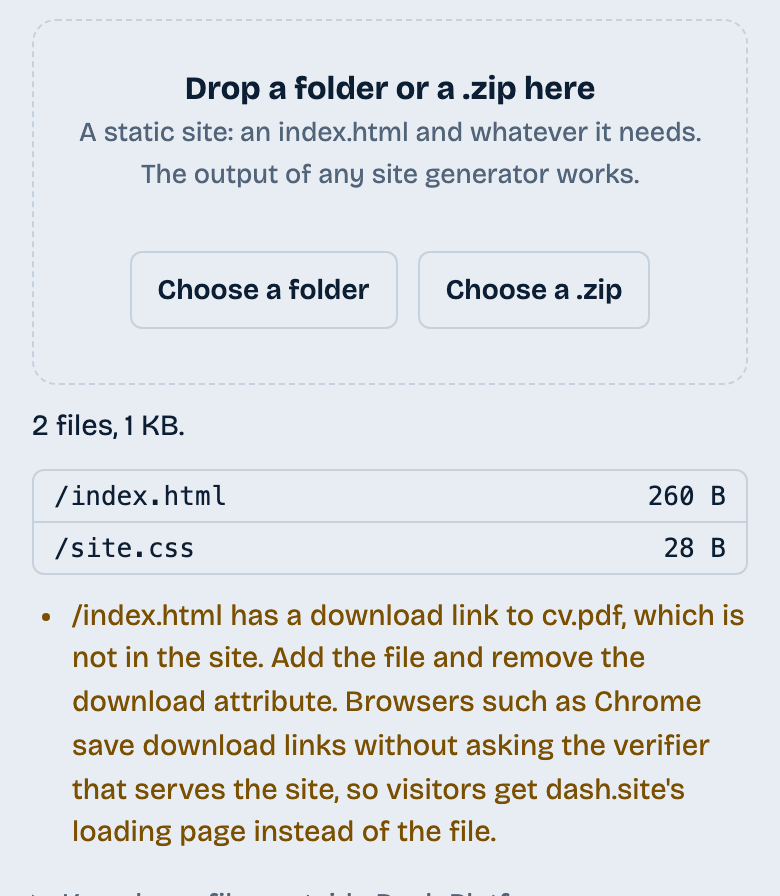 Drop a folder or a .zip here
A static site: an index.html and whatever it needs.
The output of any site generator works.
Choose a folder
Choose a .zip
2 files, 1 KB.
/index.html 260 B
/site.css 28 B
• /index.html has a download link to cv.pdf, which is
not in the site. Add the file and remove the
download attribute. Browsers such as Chrome
save download links without asking the verifier
that serves the site, so visitors get dash.site's
loading page instead of the file.